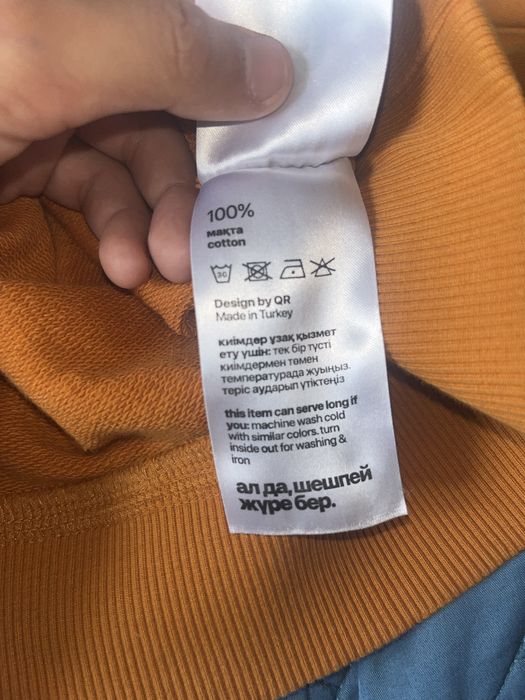 100%
мақта
cotton
30
Design by QR
Made in Turkey
киімдер ұзақ қызмет
ету үшін: тек бір түсті
киімдермен төмен
температурада жуыңыз.
теріс аударып үтіктеңіз
this item can serve long if
you: machine wash cold
with similar colors. turn
inside out for washing &
iron
ал да, шешпей
жүре бер.